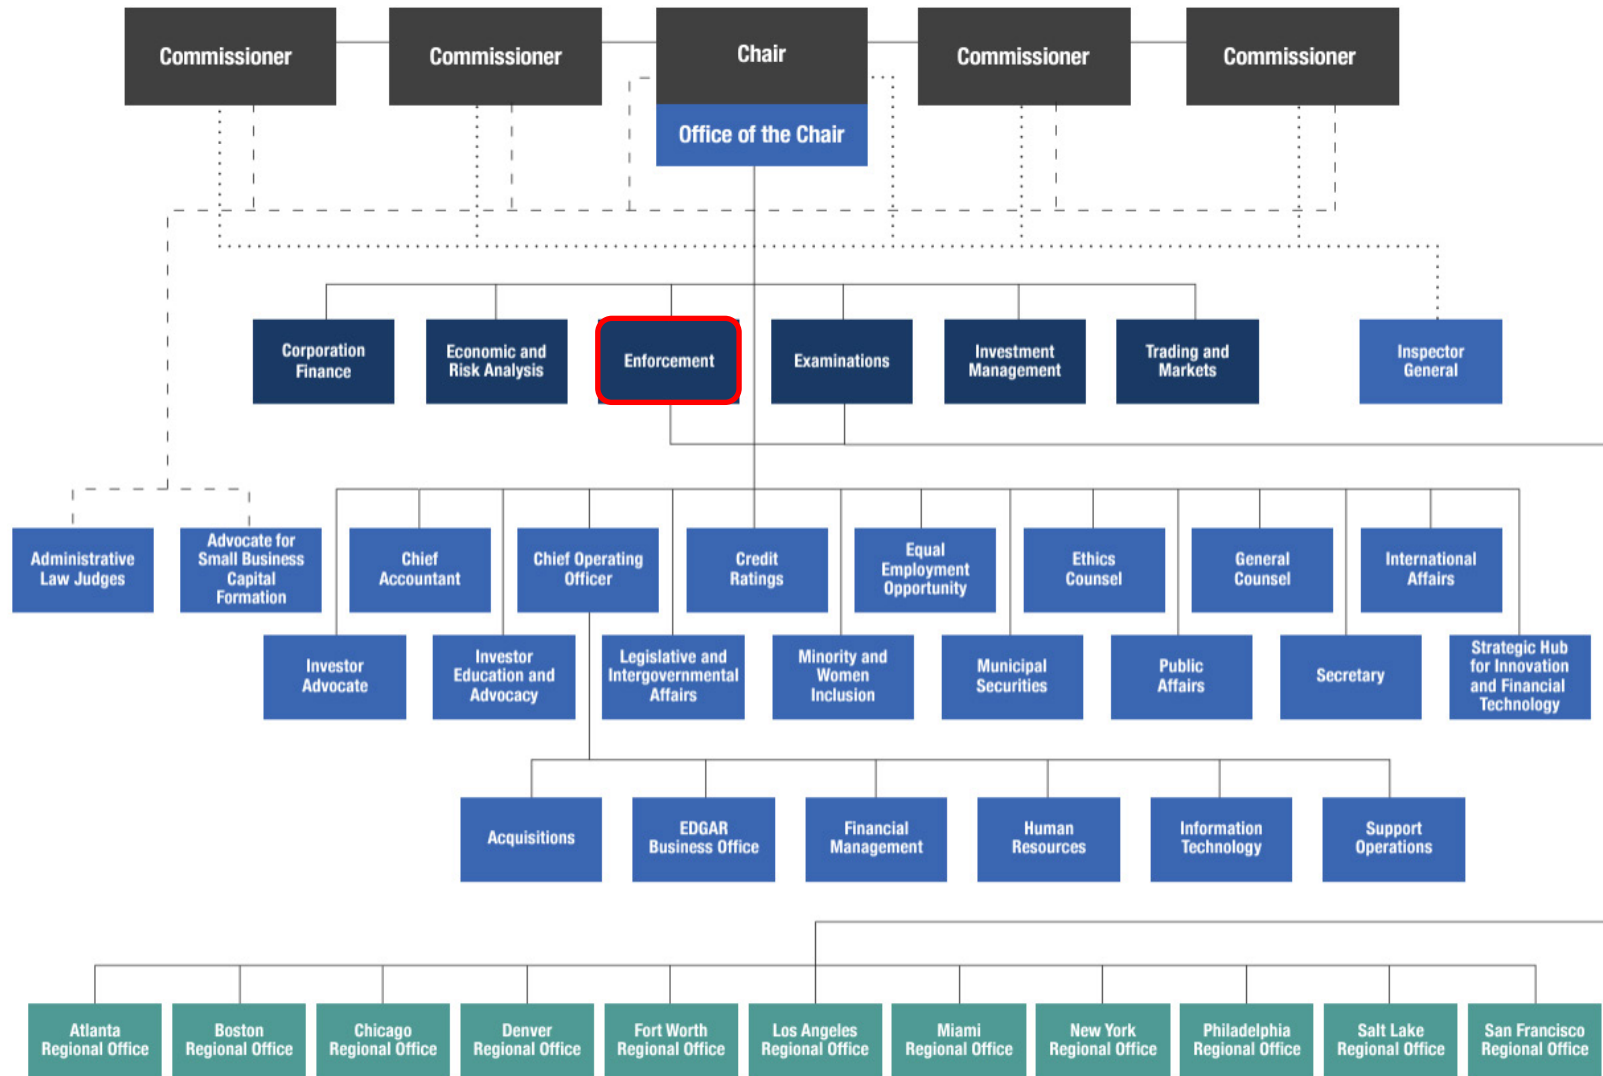 Commissioner
Commissioner
Chair
Commissioner
Commissioner
Office of the Chair
Corporation
Finance
Economic and
Risk Analysis
Enforcement
Examinations
Investment
Management
Trading and
Markets
Inspector
General
Administrative
Law Judges
Advocate for
Small Business
Capital
Formation
Chief
Accountant
Chief Operating
Officer
Credit
Ratings
Equal
Employment
Opportunity
Ethics
Counsel
General
Counsel
International
Affairs
Investor
Advocate
Investor
Education and
Advocacy
Legislative and
Intergovernmental
Affairs
Minority and
Women
Inclusion
Municipal
Securities
Public
Affairs
Secretary
Strategic Hub
for Innovation
and Financial
Technology
Acquisitions
EDGAR
Business Office
Financial
Management
Human
Resources
Information
Technology
Support
Operations
Atlanta
Regional Office
Boston
Regional Office
Chicago
Regional Office
Denver
Regional Office
Fort Worth
Regional Office
Los Angeles
Regional Office
Miami
Regional Office
New York
Regional Office
Philadelphia
Regional Office
Salt Lake
Regional Office
San Francisco
Regional Office